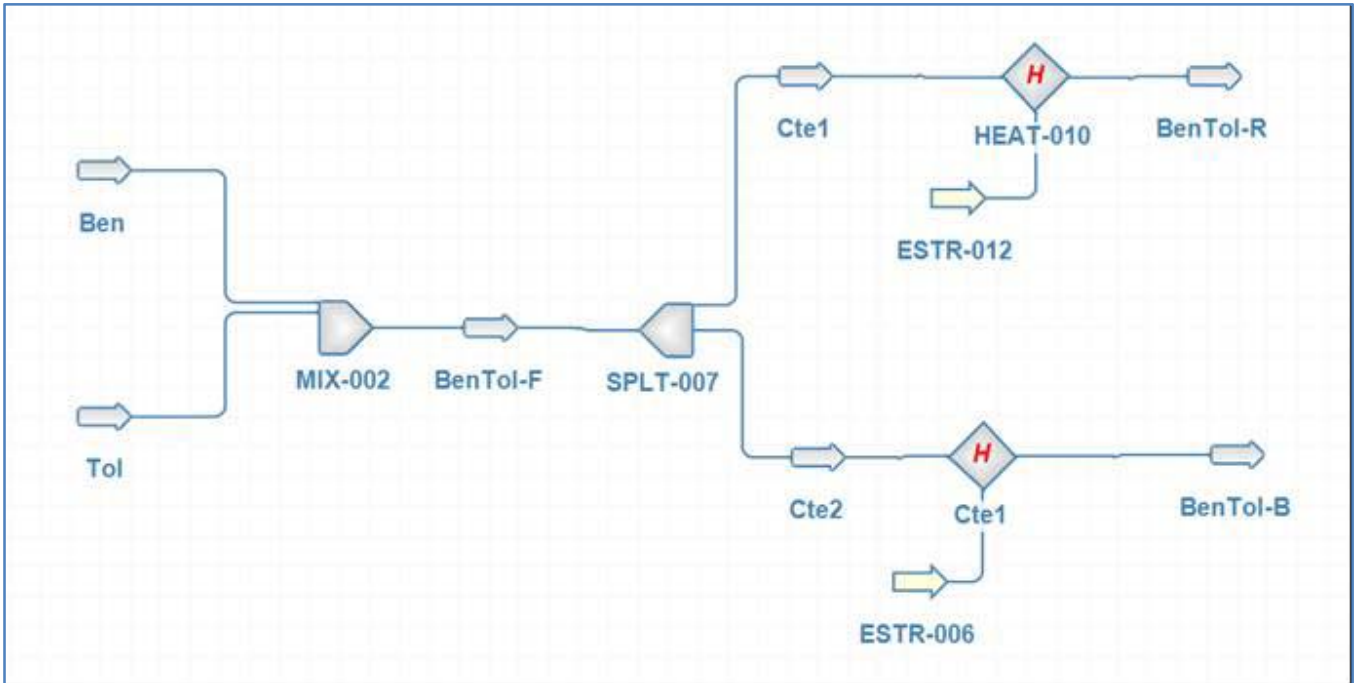 H
Cte1
HEAT-010
BenTol-R
Ben
ESTR-012
MIX-002
BenTol-F
SPLT-007
Tol
H
Cte2
Cte1
BenTol-B
ESTR-006